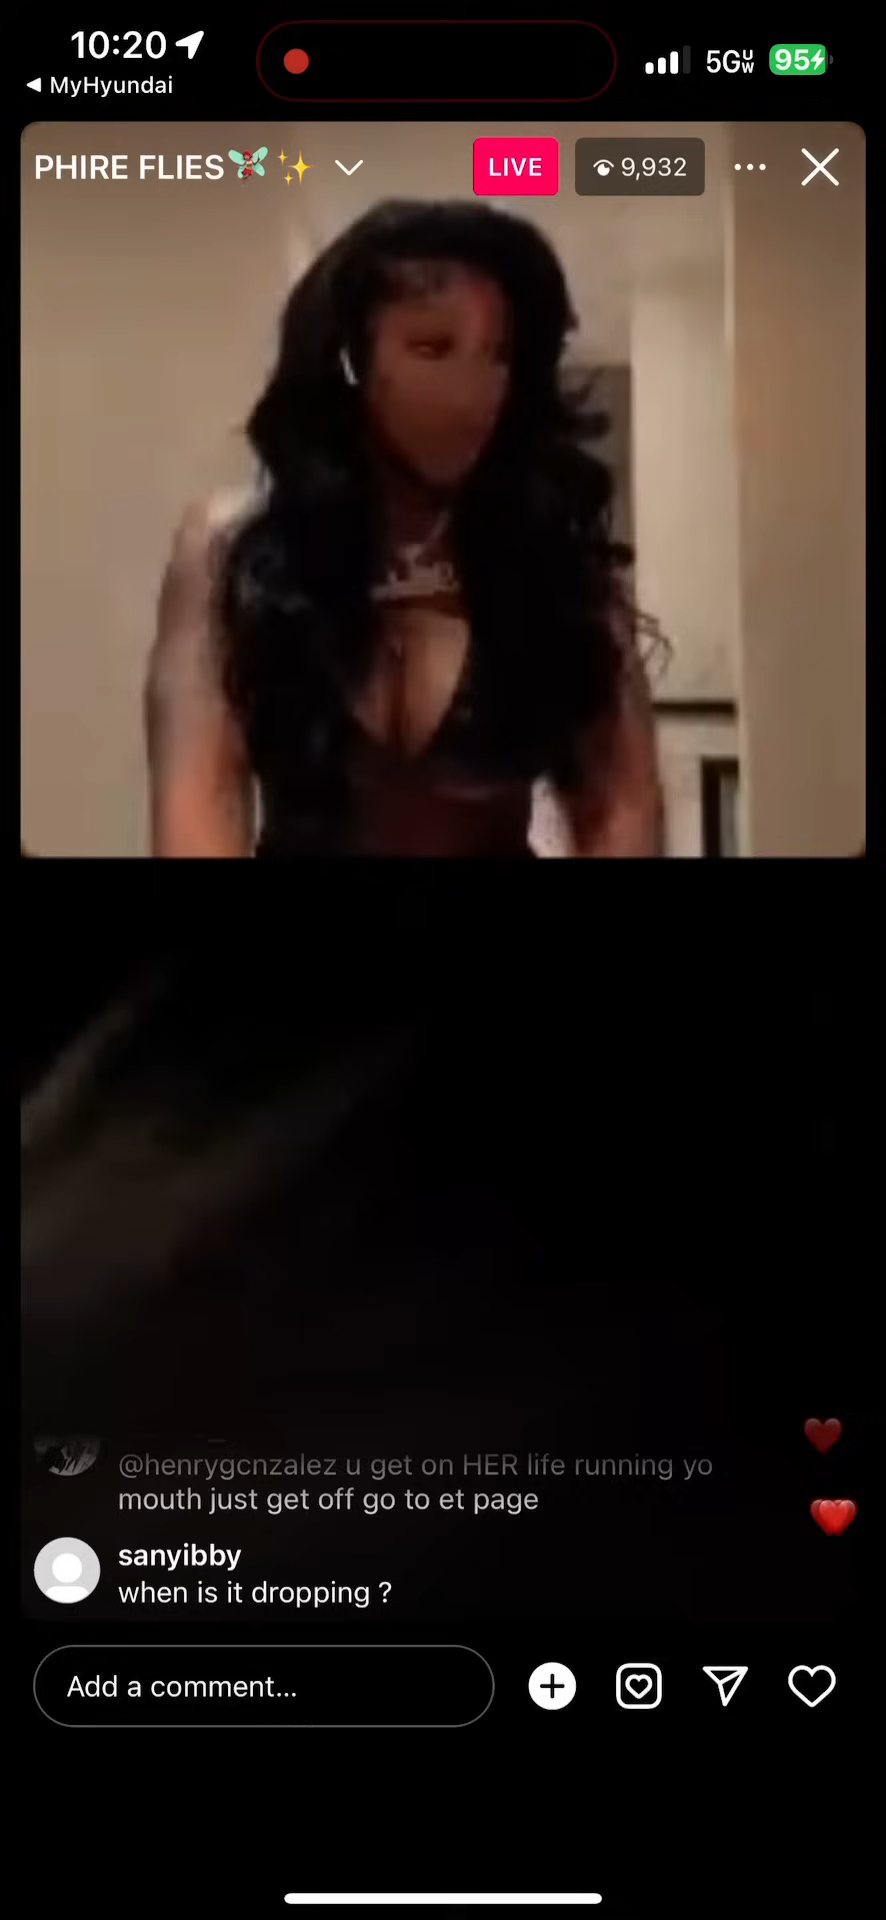 10:20
5G UW
95
MyHyundai
PHIRE FLIES
LIVE
9,932
@henrygcnzalez u get on HER life running yo
mouth just get off go to et page
sanyibby
when is it dropping ?
Add a comment...